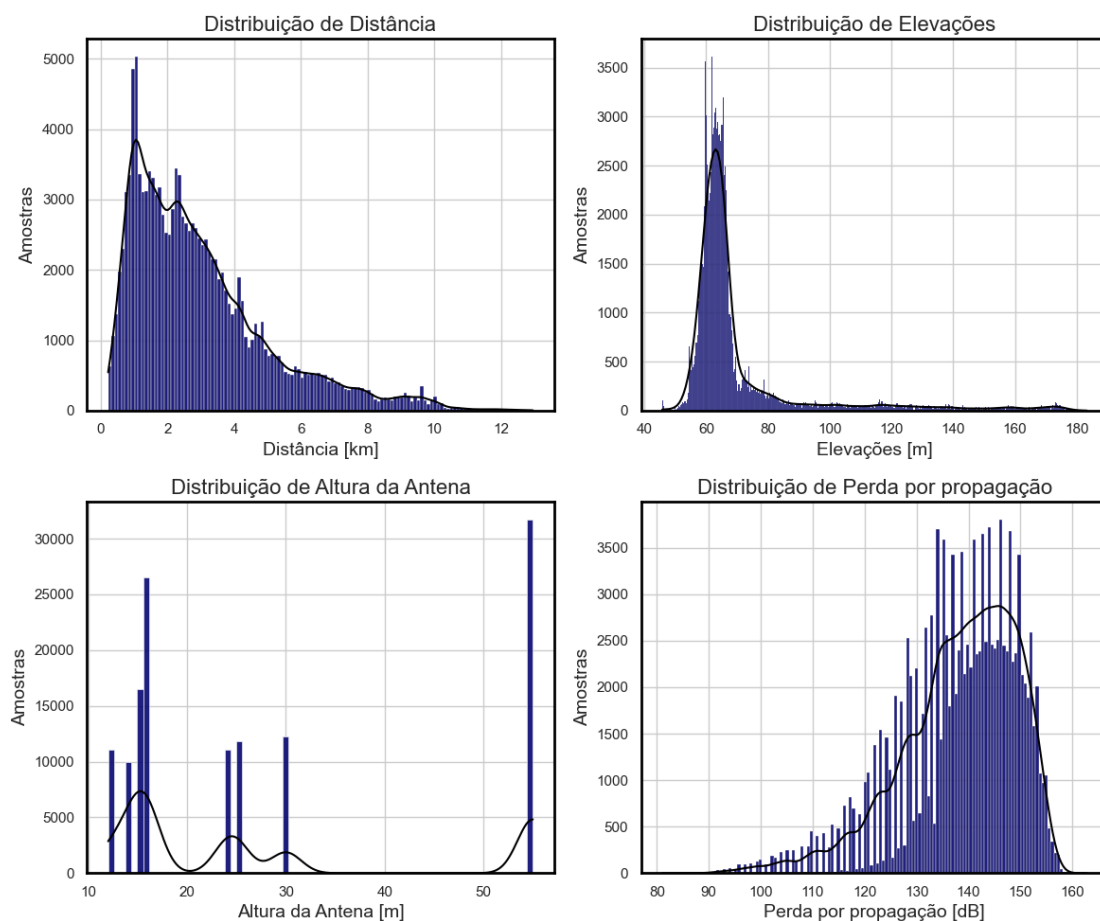 Distribuição de Distância
5000
4000
3000
2000
1000
0
Amostras
0 2 4 6 8 10 12
Distância [km]
Distribuição de Elevações
3500
3000
2500
2000
1500
1000
500
0
Amostras
40 60 80 100 120 140 160 180
Elevações [m]
Distribuição de Altura da Antena
30000
25000
20000
15000
10000
5000
0
Amostras
10 20 30 40 50
Altura da Antena [m]
Distribuição de Perda por propagação
3500
3000
2500
2000
1500
1000
500
0
Amostras
80 90 100 110 120 130 140 150 160
Perda por propagação [dB]